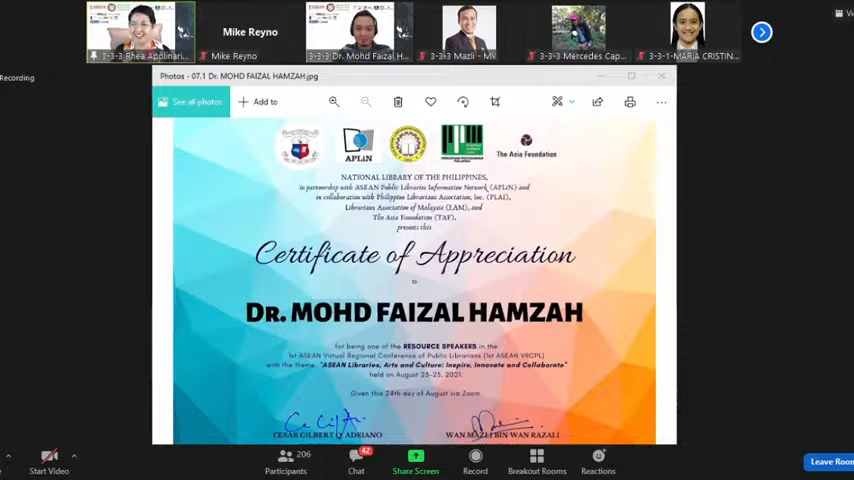 Vi
Mike Reyno
3-3-3 Rhea Apolinari...
Mike Reyno
3-3-3 Dr. Mohd Faizal H...
3-3-3 Mazli - MY
3-3-3 Mercedes Cap...
3-3-1-MARIA CRISTIN...
Recording
Photos - 07.1 Dr. MOHD FAIZAL HAMZAH.jpg
See all photos
Add to
APLiN
The Asia Foundation
NATIONAL LIBRARY OF THE PHILIPPINES,
in partnership with ASEAN Public Libraries Information Network (APLiN) and
in collaboration with Philippine Librarians Association, Inc. (PLAI),
Librarians Association of Malaysia (LAM), and
The Asia Foundation (TAF),
presents this
Certificate of Appreciation
to
DR. MOHD FAIZAL HAMZAH
for being one of the RESOURCE SPEAKERS in the
1st ASEAN Virtual Regional Conference of Public Librarians (1st ASEAN VRCPL)
with the theme, "ASEAN Libraries, Arts and Culture: Inspire, Innovate and Collaborate"
held on August 23-25, 2021.
Given this 24th day of August via Zoom.
CESAR GILBERT Q. ADRIANO
WAN MAZLI BIN WAN RAZALI
Start Video
206
Participants
42
Chat
Share Screen
Record
Breakout Rooms
Reactions
Leave Room